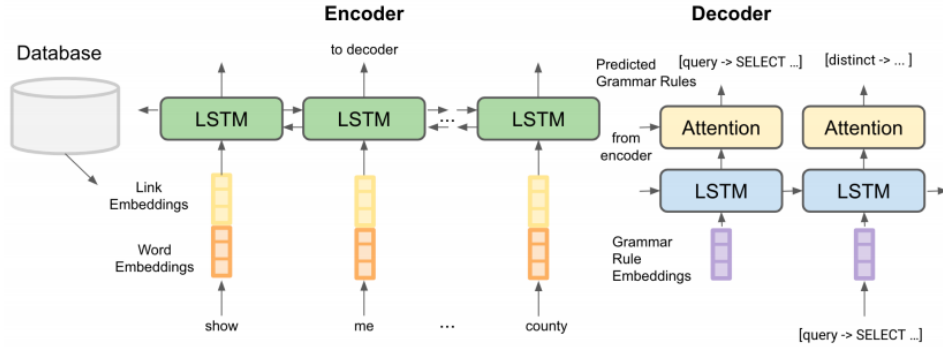 Encoder
Decoder
Database
to decoder
Predicted
Grammar Rules
[query -> SELECT ...]
[distinct -> ... ]
LSTM
LSTM
...
LSTM
Attention
Attention
from
encoder
LSTM
LSTM
Link
Embeddings
Word
Embeddings
Grammar
Rule
Embeddings
show
me
...
county
[query -> SELECT ...]